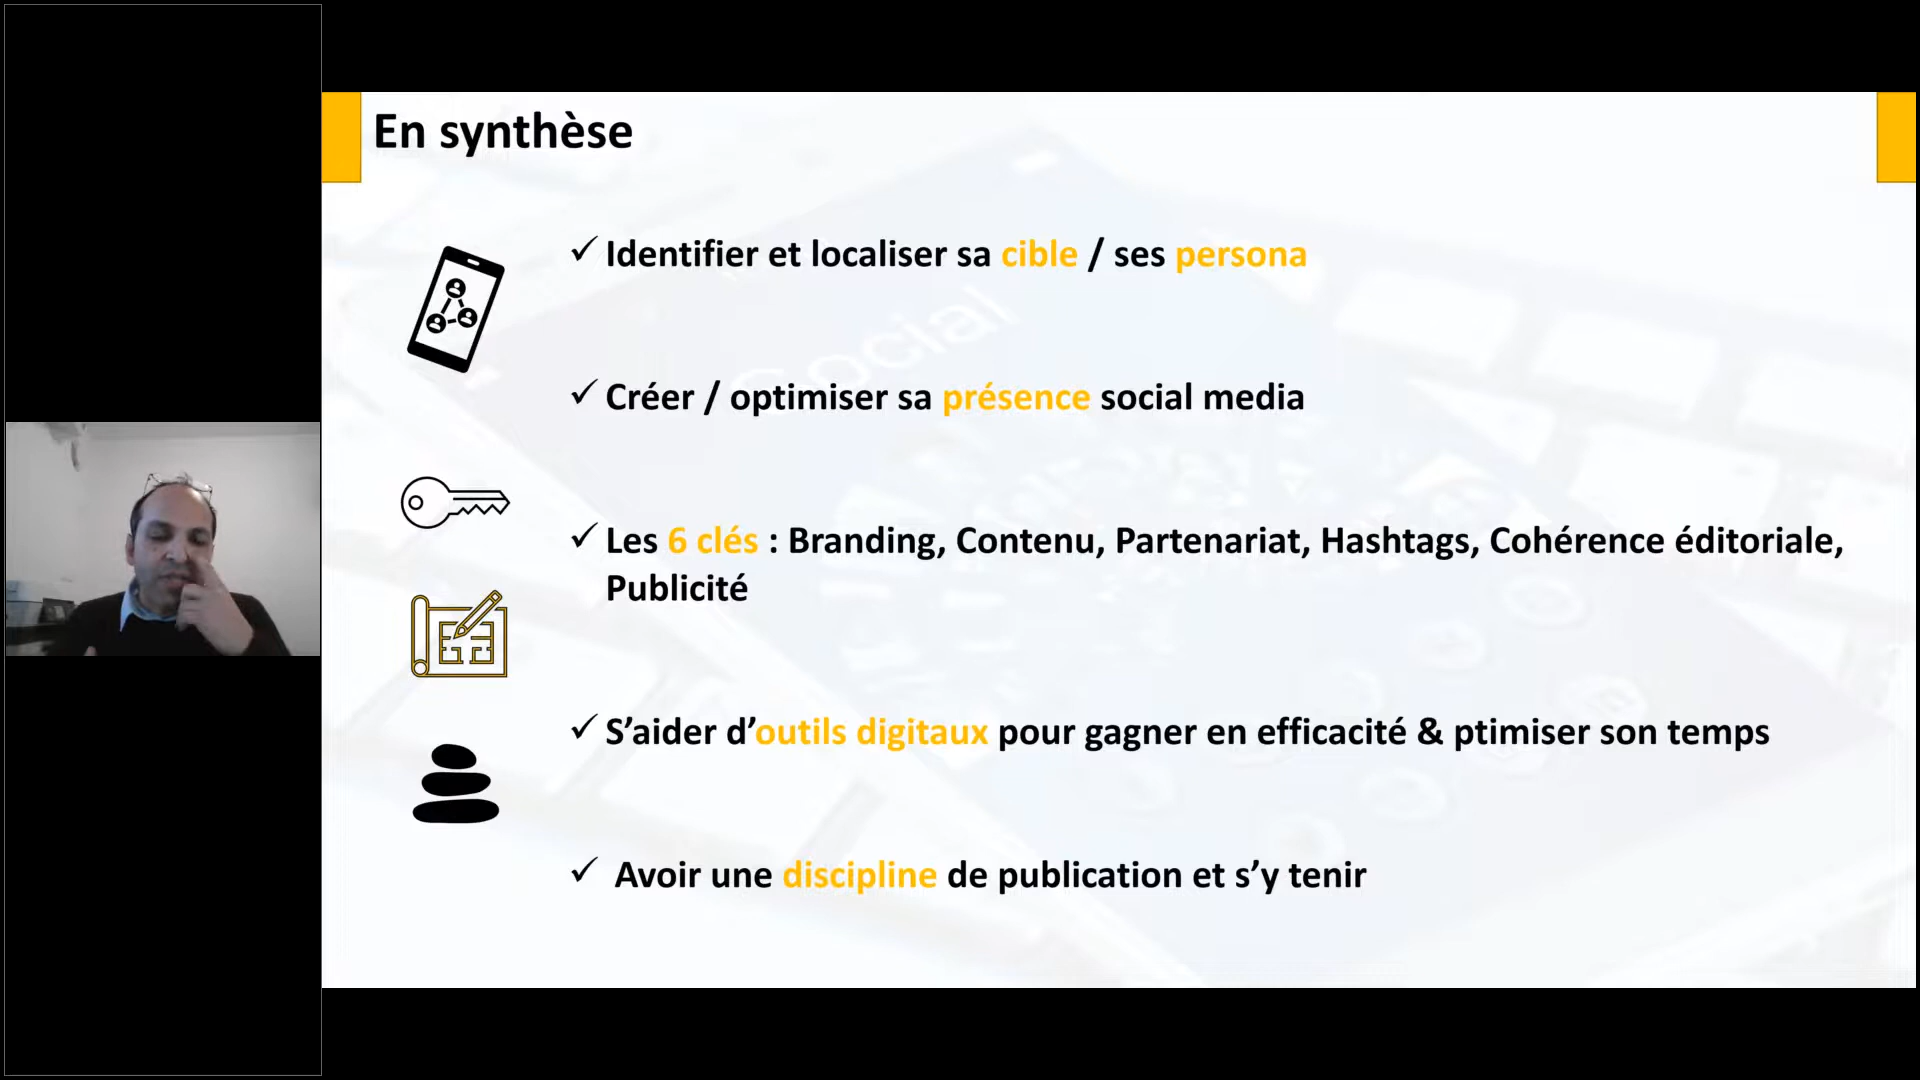 En synthèse
✓ Identifier et localiser sa cible / ses persona
Social
✓ Créer / optimiser sa présence social media
✓ Les 6 clés : Branding, Contenu, Partenariat, Hashtags, Cohérence éditoriale,
Publicité
✓ S’aider d’outils digitaux pour gagner en efficacité & ptimiser son temps
✓ Avoir une discipline de publication et s’y tenir